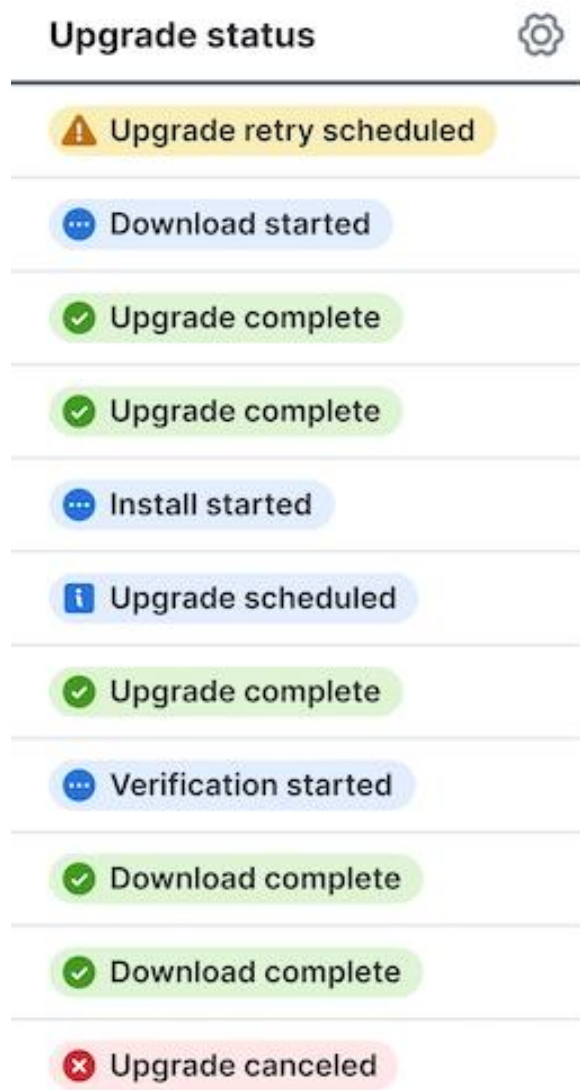 Upgrade status
Upgrade retry scheduled
Download started
Upgrade complete
Upgrade complete
Install started
Upgrade scheduled
Upgrade complete
Verification started
Download complete
Download complete
Upgrade canceled